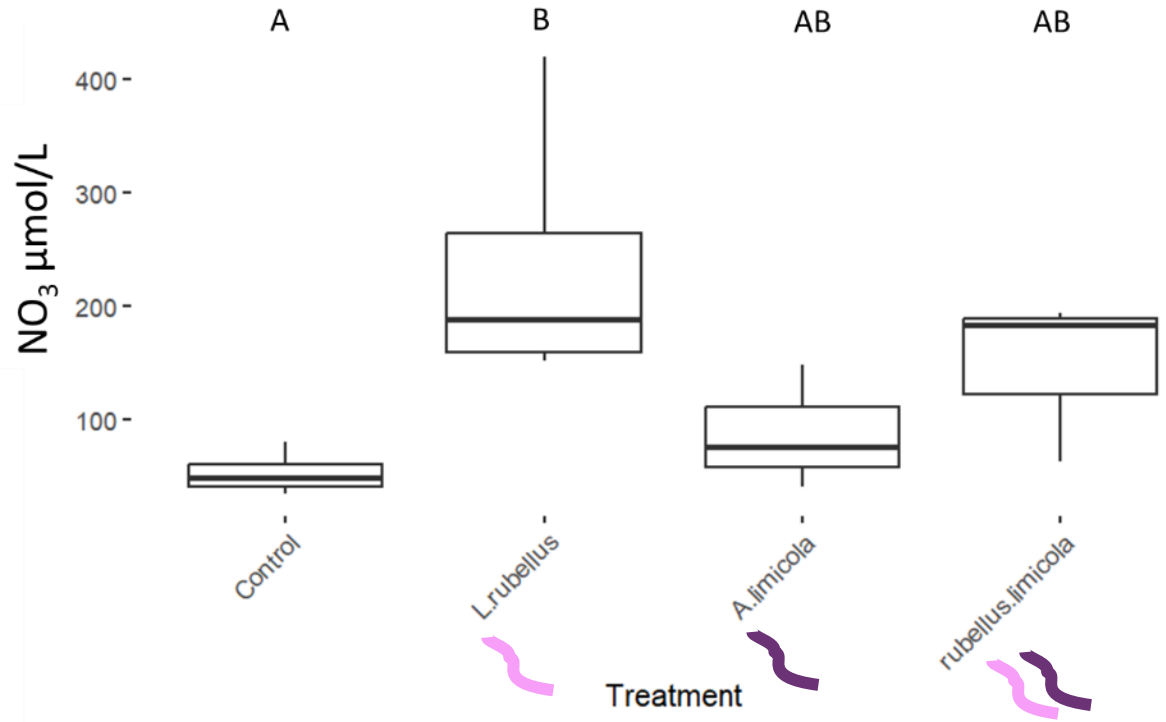 A B AB AB
400
300
200
100
NO₃ µmol/L
Control
L.rubellus
A.limicola
rubellus.limicola
Treatment